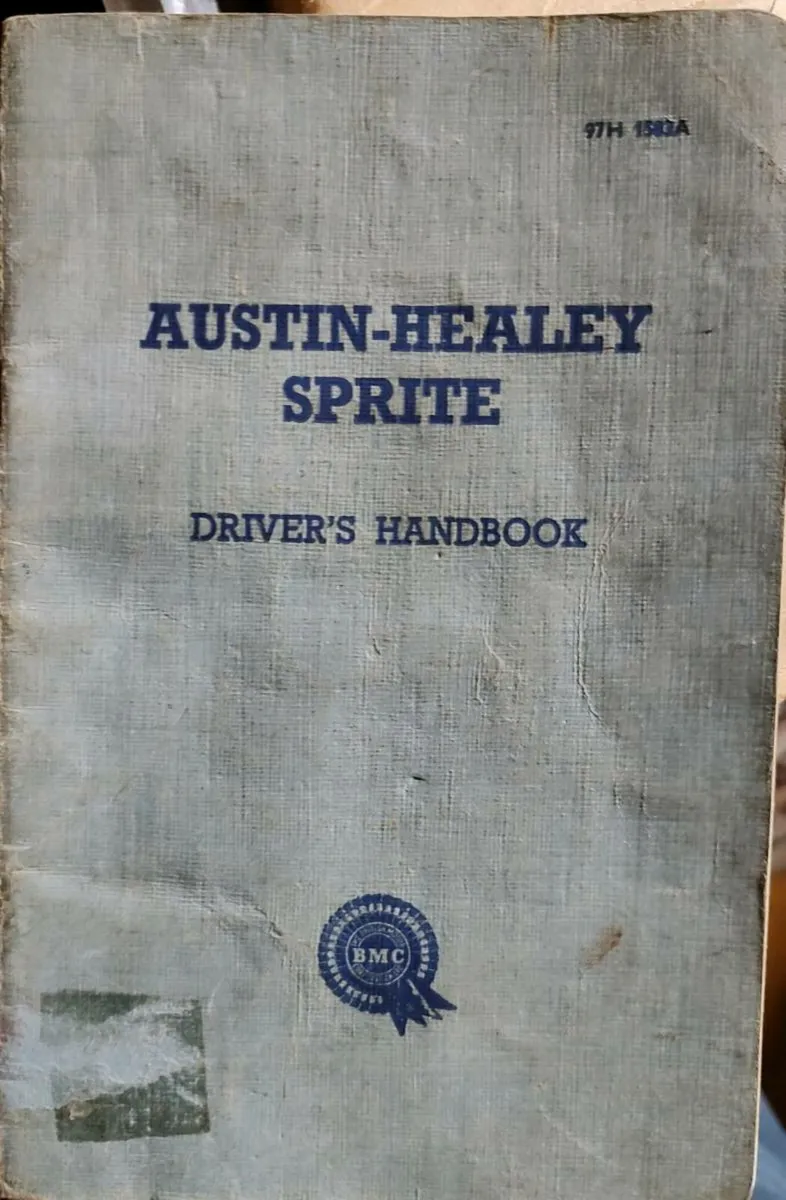 97H 1583A
AUSTIN-HEALEY
SPRITE
DRIVER'S HANDBOOK
BMC